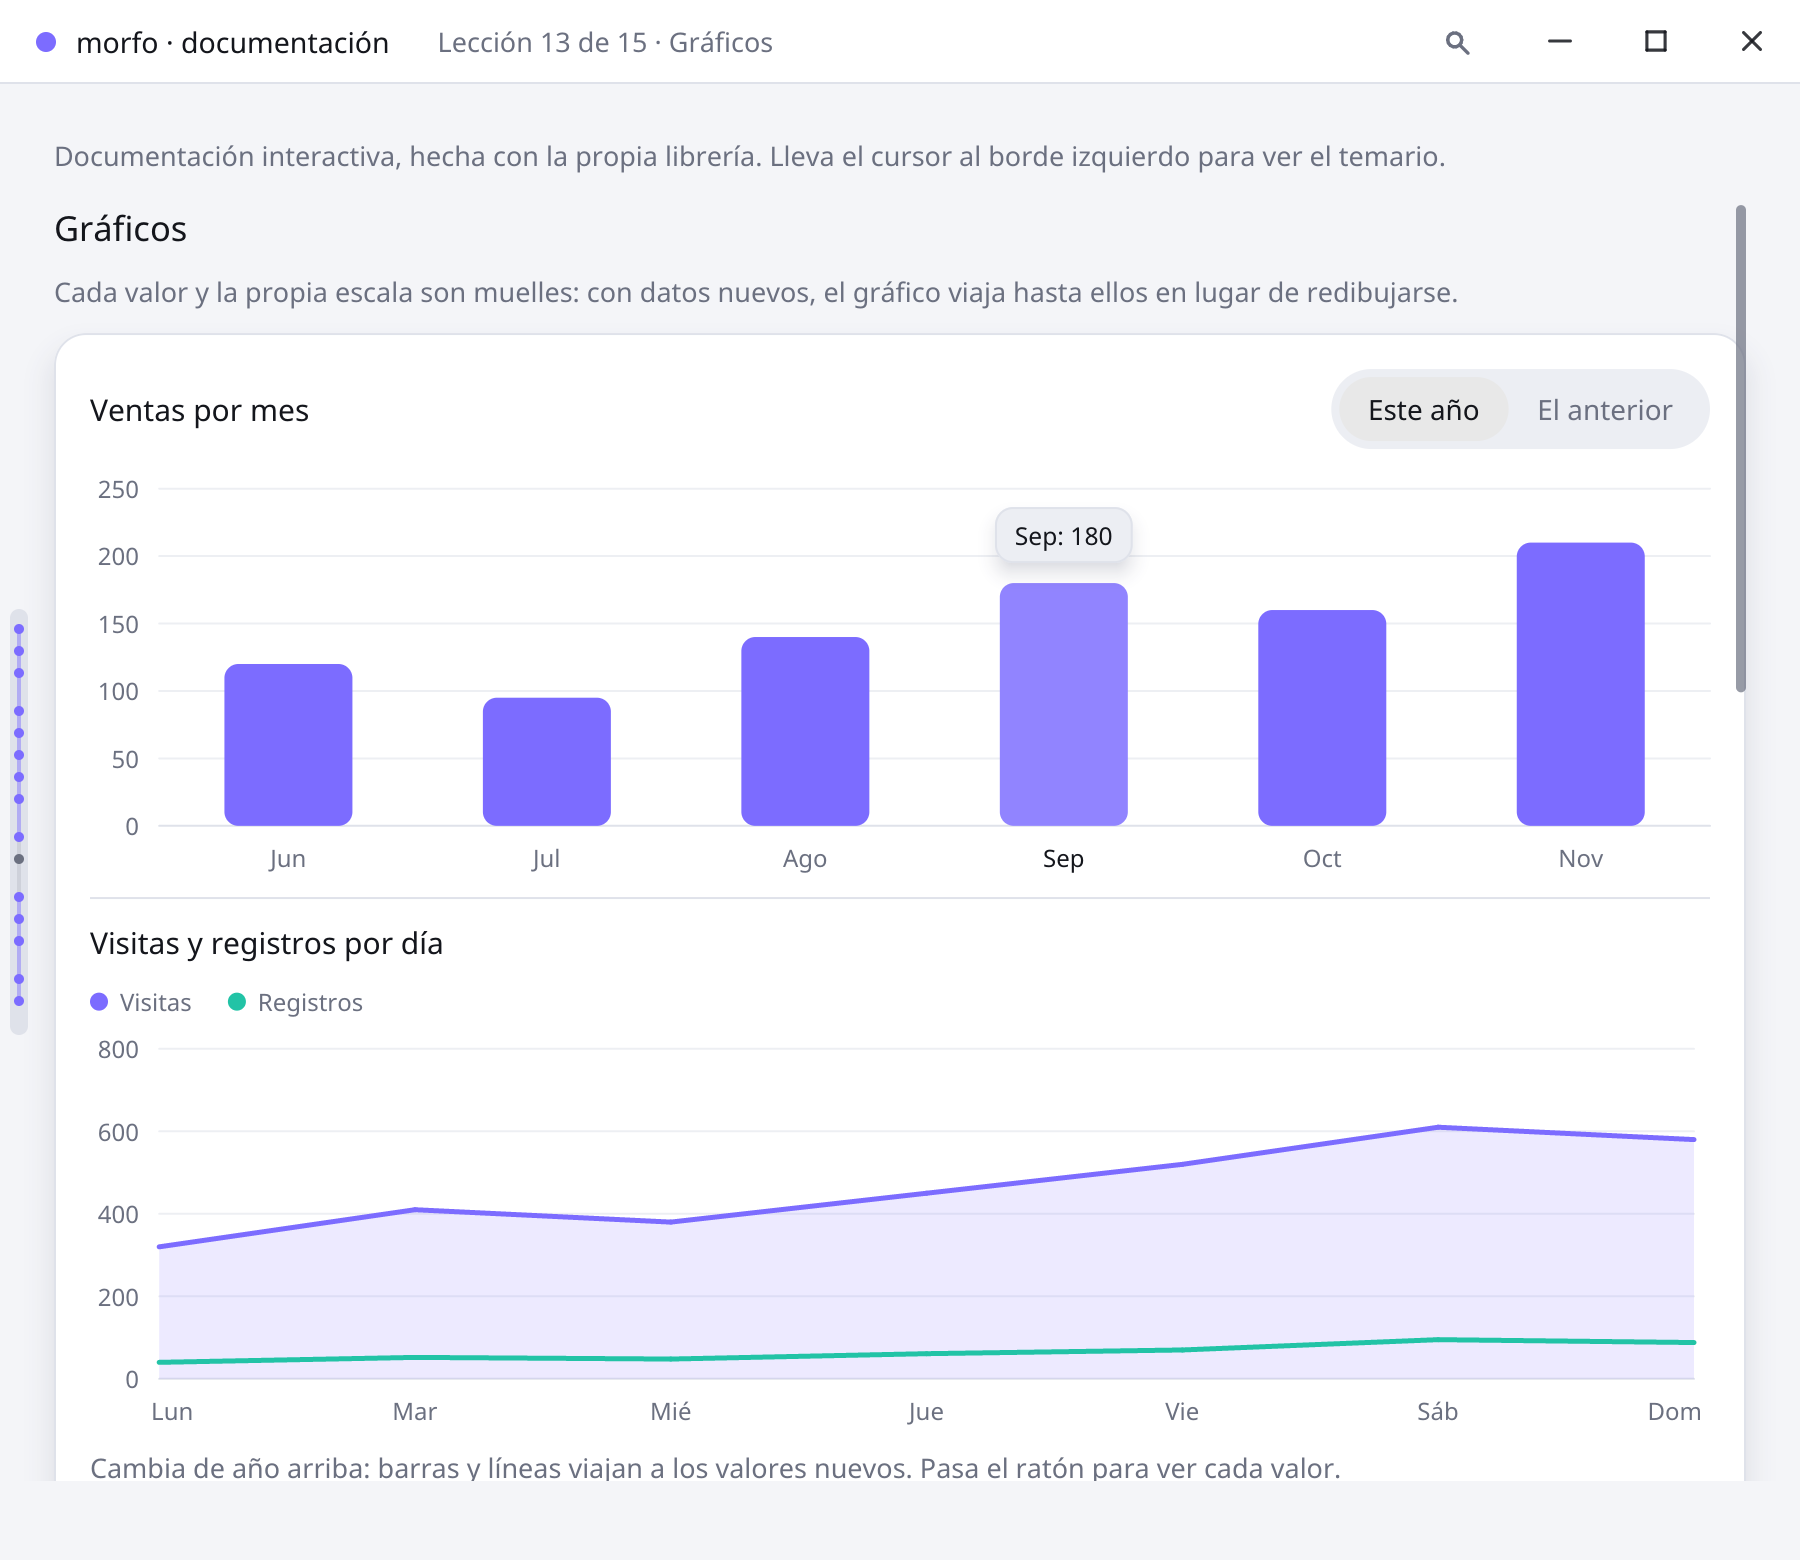 morfo · documentación   Lección 13 de 15 · Gráficos
Documentación interactiva, hecha con la propia librería. Lleva el cursor al borde izquierdo para ver el temario.
Gráficos
Cada valor y la propia escala son muelles: con datos nuevos, el gráfico viaja hasta ellos en lugar de redibujarse.
Ventas por mes   Este año   El anterior
250
Sep: 180
200
150
100
50
0
Jun   Jul   Ago   Sep   Oct   Nov
Visitas y registros por día
Visitas   Registros
800
600
400
200
0
Lun   Mar   Mié   Jue   Vie   Sáb   Dom
Cambia de año arriba: barras y líneas viajan a los valores nuevos. Pasa el ratón para ver cada valor.